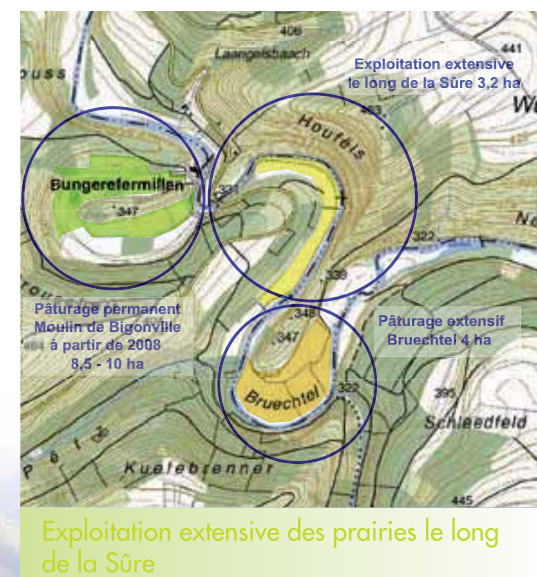 406
441
Laangelsbaach
Exploitation extensive
le long de la Sûre 3,2 ha
Houfëls
Bungerefermillen
331
347
322
338
Pâturage permanent
Moulin de Bigonville
à partir de 2008
8,5 - 10 ha
348
347
Pâturage extensif
Bruechtel 4 ha
Bruechtel
322
395
Schleedfeld
Kuelebrenner
445
Exploitation extensive des prairies le long
de la Sûre